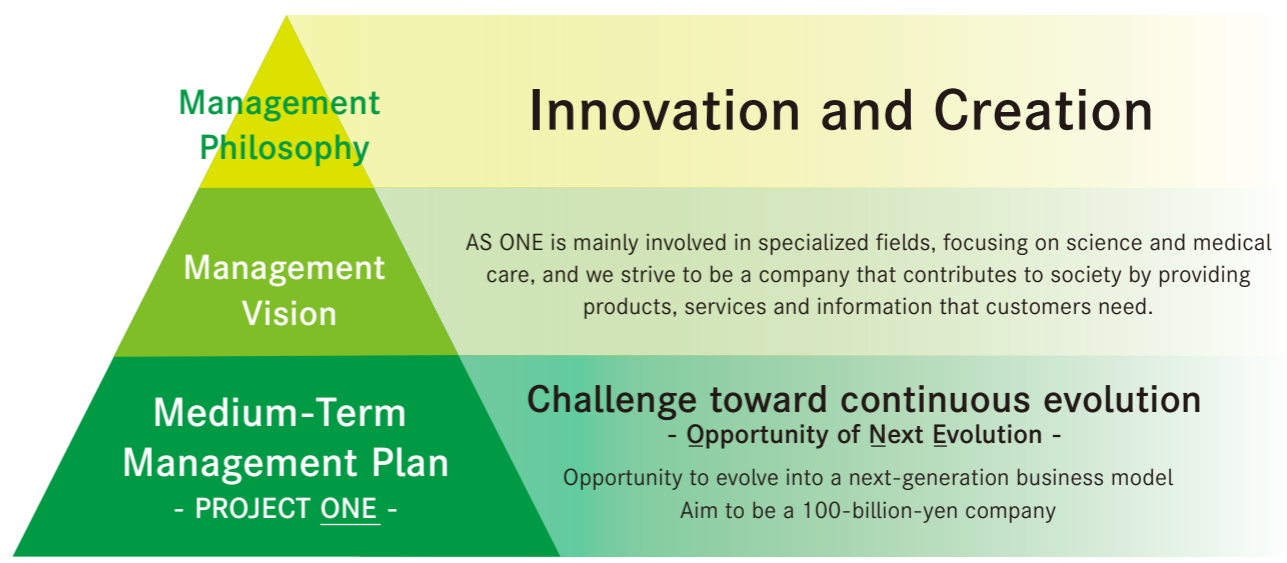 Management
Philosophy
Innovation and Creation
Management
Vision
AS ONE is mainly involved in specialized fields, focusing on science and medical
care, and we strive to be a company that contributes to society by providing
products, services and information that customers need.
Medium-Term
Management Plan
- PROJECT ONE -
Challenge toward continuous evolution
- Opportunity of Next Evolution -
Opportunity to evolve into a next-generation business model
Aim to be a 100-billion-yen company